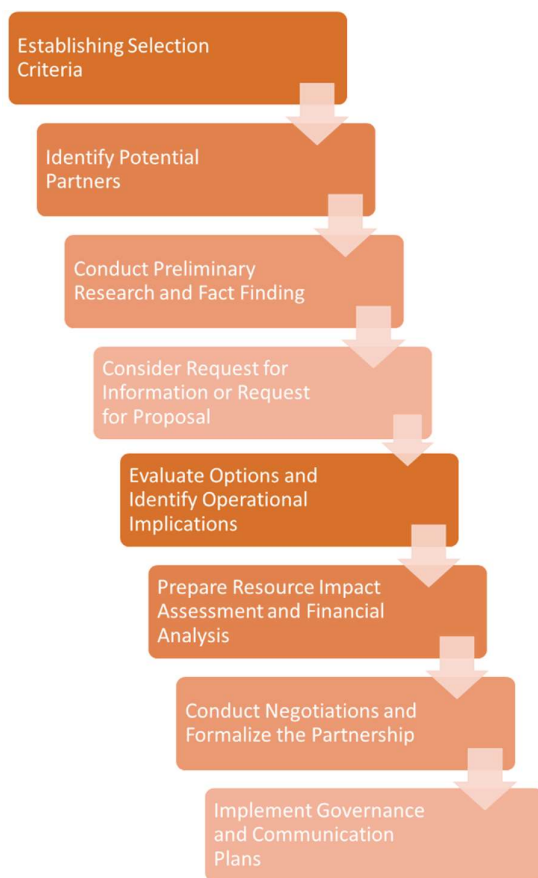 Establishing Selection
Criteria
Identify Potential
Partners
Conduct Preliminary
Research and Fact Finding
Consider Request for
Information or Request
for Proposal
Evaluate Options and
Identify Operational
Implications
Prepare Resource Impact
Assessment and Financial
Analysis
Conduct Negotiations and
Formalize the Partnership
Implement Governance
and Communication
Plans